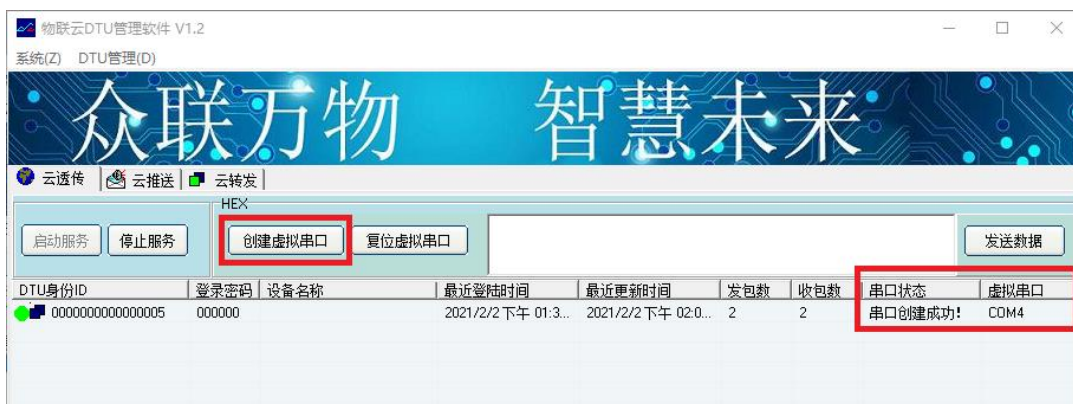 物联云DTU管理软件 V1.2
系统(Z) DTU管理(D)
众联万物 智慧未来
云透传 云推送 云转发
HEX
启动服务 停止服务 创建虚拟串口 复位虚拟串口 发送数据
DTU身份ID 登录密码 设备名称 最近登陆时间 最近更新时间 发包数 收包数 串口状态 虚拟串口
0000000000000005 000000 2021/2/2 下午 01:3... 2021/2/2 下午 02:0... 2 2 串口创建成功! COM4